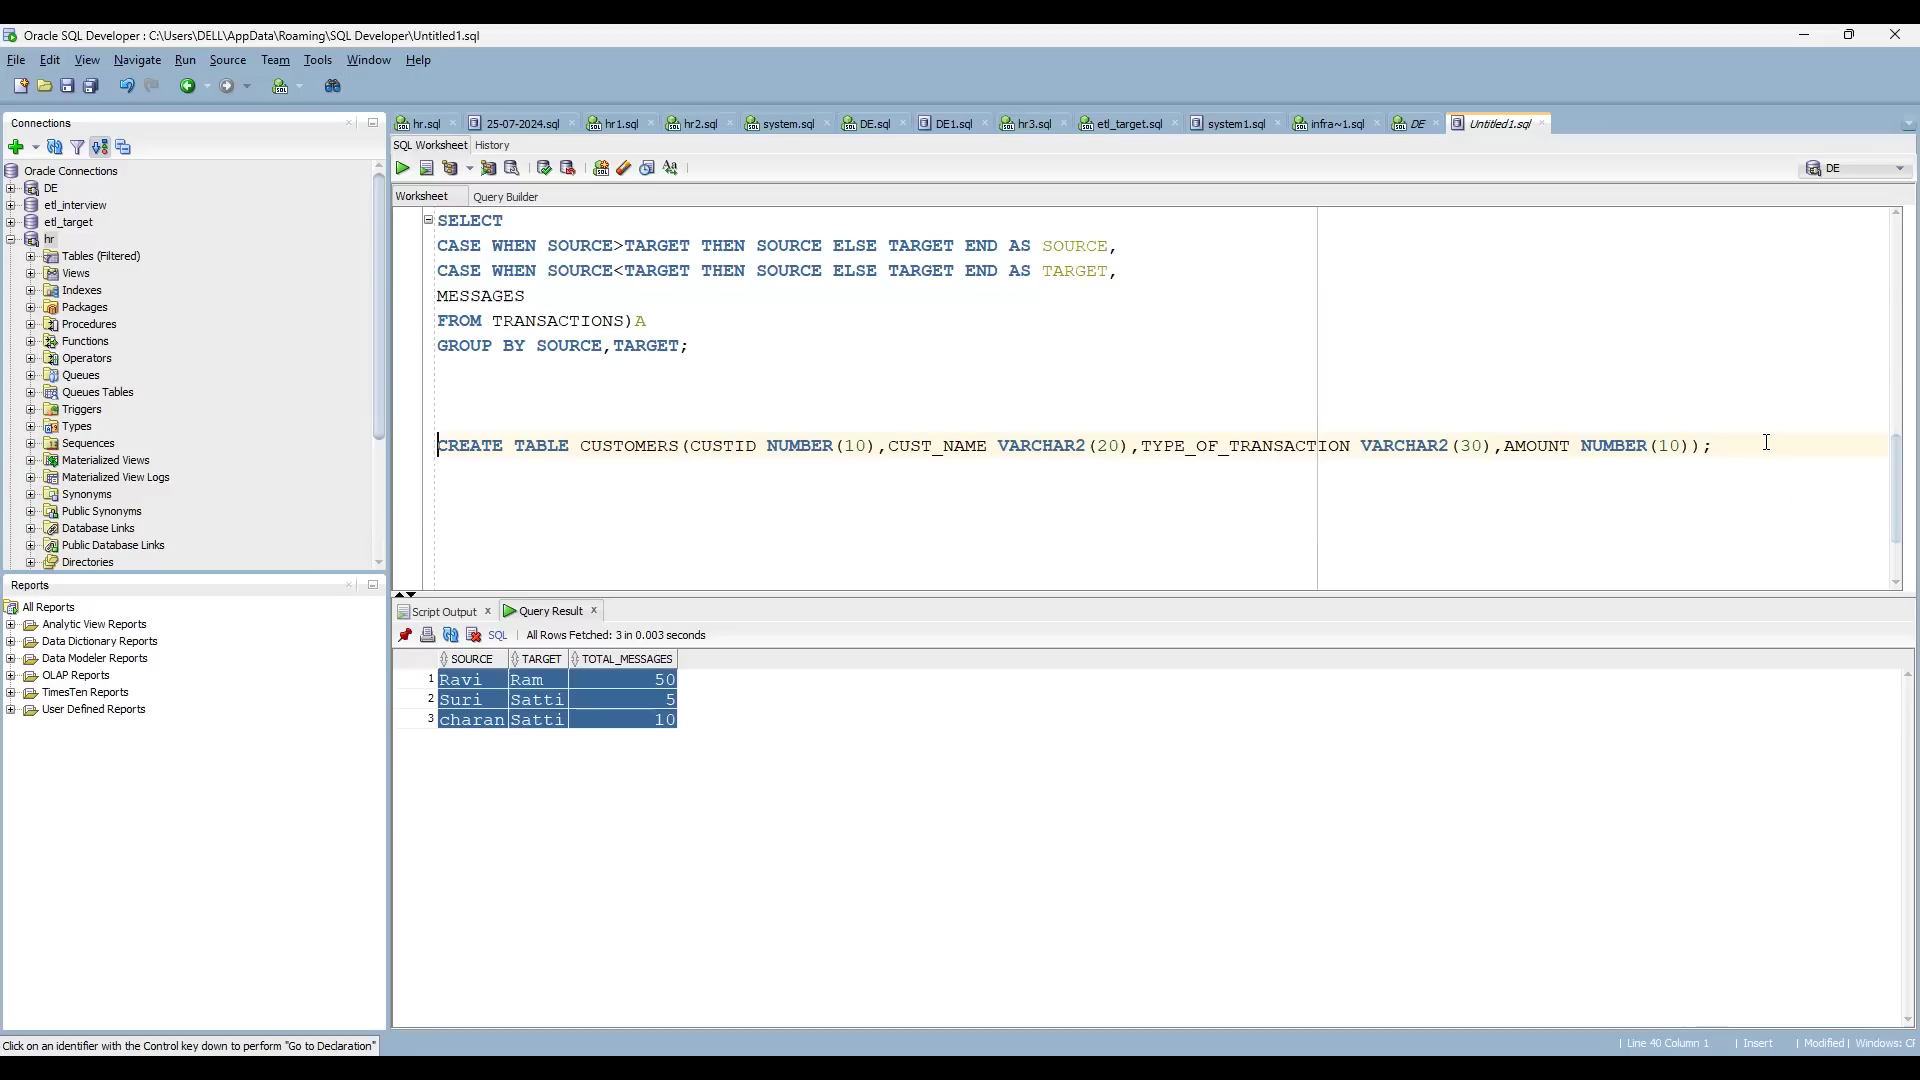 Oracle SQL Developer : C:\Users\DELL\AppData\Roaming\SQL Developer\Untitled1.sql
File Edit View Navigate Run Source Team Tools Window Help
Connections
Oracle Connections
DE
etl_interview
etl_target
hr
Tables (Filtered)
Views
Indexes
Packages
Procedures
Functions
Operators
Queues
Queues Tables
Triggers
Types
Sequences
Materialized Views
Materialized View Logs
Synonyms
Public Synonyms
Database Links
Public Database Links
Directories
Reports
All Reports
Analytic View Reports
Data Dictionary Reports
Data Modeler Reports
OLAP Reports
TimesTen Reports
User Defined Reports
hr.sql 25-07-2024.sql hr1.sql hr2.sql system.sql DE.sql DE1.sql hr3.sql etl_target.sql system1.sql infra~1.sql DE Untitled1.sql
SQL Worksheet History
DE
Worksheet Query Builder
SELECT
CASE WHEN SOURCE>TARGET THEN SOURCE ELSE TARGET END AS SOURCE,
CASE WHEN SOURCE<TARGET THEN SOURCE ELSE TARGET END AS TARGET,
MESSAGES
FROM TRANSACTIONS)A
GROUP BY SOURCE,TARGET;
CREATE TABLE CUSTOMERS(CUSTID NUMBER(10),CUST_NAME VARCHAR2(20),TYPE_OF_TRANSACTION VARCHAR2(30),AMOUNT NUMBER(10));
Script Output Query Result
SQL All Rows Fetched: 3 in 0.003 seconds
SOURCE TARGET TOTAL_MESSAGES
1 Ravi Ram 50
2 Suri Satti 5
3 charan Satti 10
Click on an identifier with the Control key down to perform "Go to Declaration"
Line 40 Column 1 Insert Modified Windows: CF